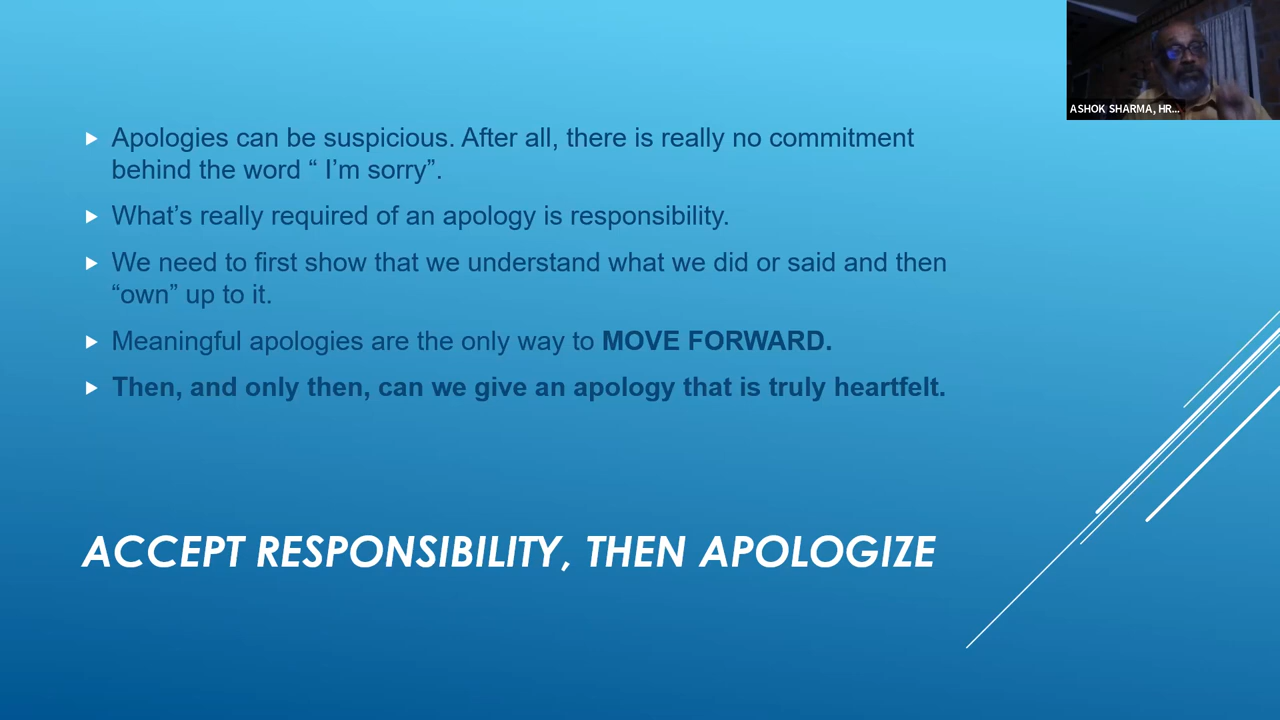 ASHOK SHARMA, HR...
Apologies can be suspicious. After all, there is really no commitment
behind the word “ I’m sorry”.
What’s really required of an apology is responsibility.
We need to first show that we understand what we did or said and then
“own” up to it.
Meaningful apologies are the only way to MOVE FORWARD.
Then, and only then, can we give an apology that is truly heartfelt.
ACCEPT RESPONSIBILITY, THEN APOLOGIZE